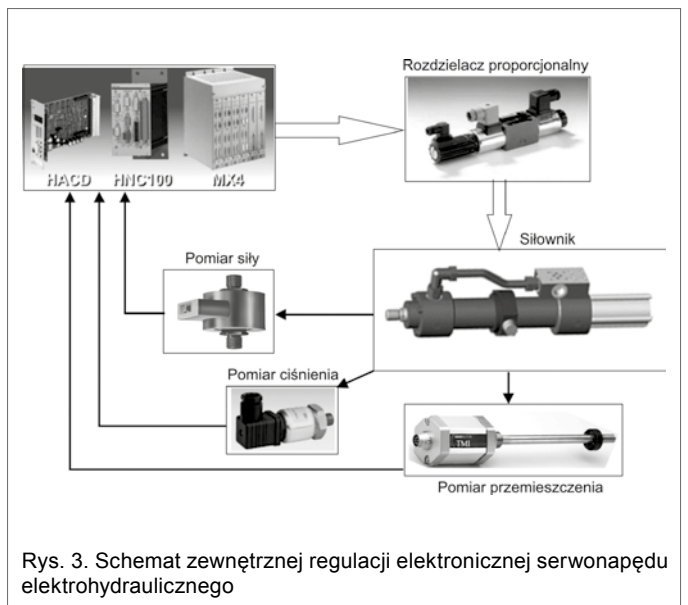 Rozdzielacz proporcjonalny
HACD HNC100 MX4
Siłownik
Pomiar siły
Pomiar ciśnienia
TMI
Pomiar przemieszczenia
Rys. 3. Schemat zewnętrznej regulacji elektronicznej serwonapędu
elektrohydraulicznego